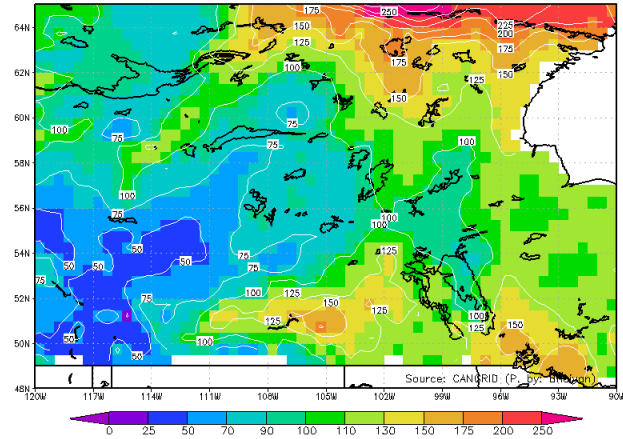 64N 175 250 225
150 150 200
125 125 175 175
62N 100 175 125 150
150
60N
100 75 75 100
58N
100
56N 75 100
100
54N 50 50 50 75 125
75 100
52N 75 125 150
125 100
50N 50 100 125 150
48N Source: CANGRID (P. by:
120W 117W 114W 111W 108W 105W 102W 99W 96W 93W 90W
0 25 50 70 90 100 110 130 150 175 200 250